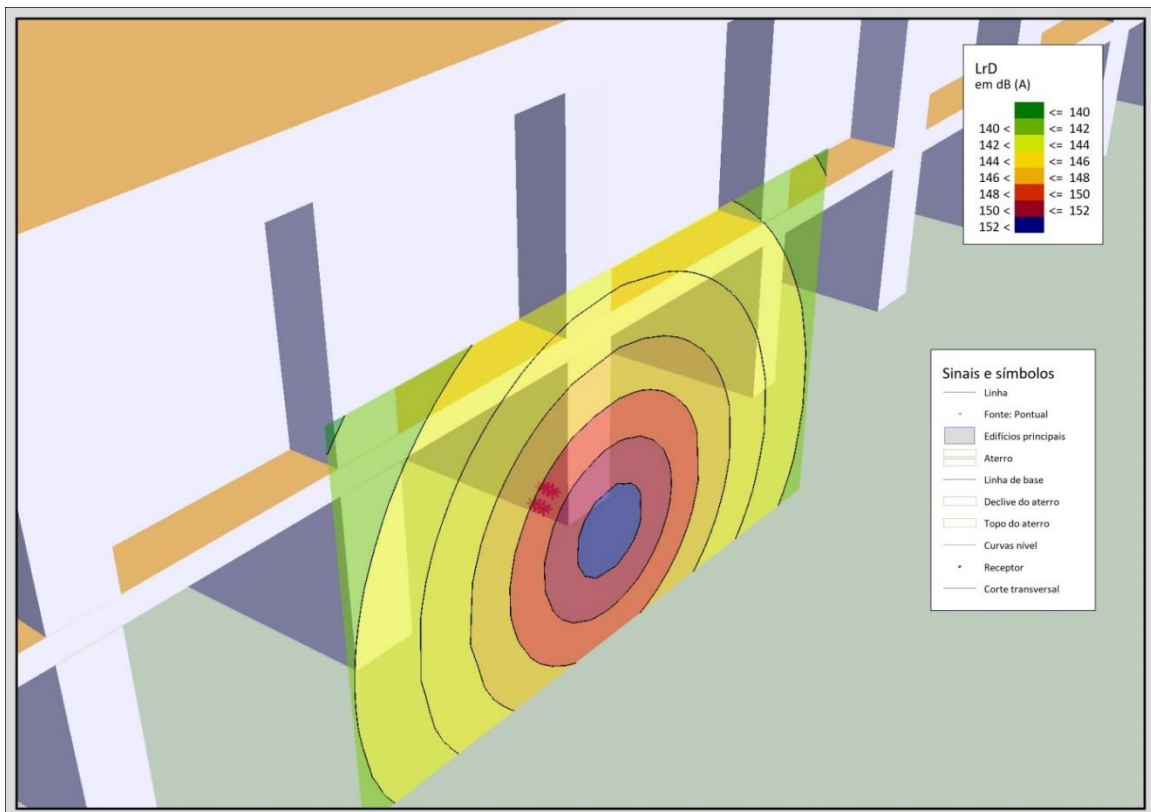 LrD
em dB (A)
<= 140
140 < <= 142
142 < <= 144
144 < <= 146
146 < <= 148
148 < <= 150
150 < <= 152
152 <
Sinais e símbolos
Linha
Fonte: Pontual
Edifícios principais
Aterro
Linha de base
Declive do aterro
Topo do aterro
Curvas nível
Receptor
Corte transversal